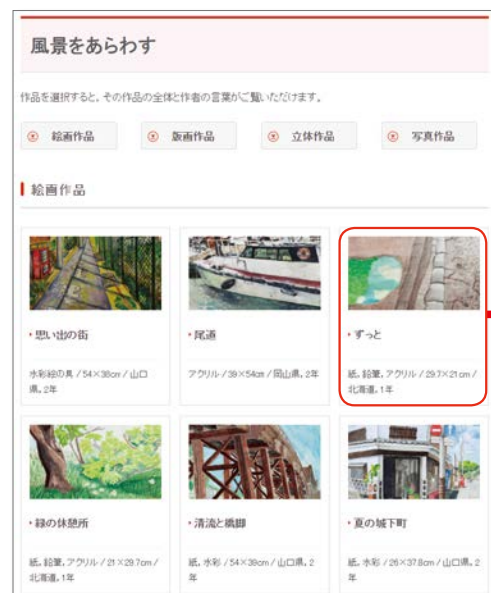 風景をあらわす
作品を選択すると、その作品の全体と作者の言葉がご覧いただけます。
絵画作品
版画作品
立体作品
写真作品
絵画作品
・思い出の街
水彩絵の具 / 54×38cm / 山口
県，2年
・尾道
アクリル / 39×54cm / 岡山県，2年
・ずっと
紙，鉛筆，アクリル / 29.7×21cm /
北海道，1年
・緑の休憩所
紙，鉛筆，アクリル / 21×29.7cm /
北海道，1年
・清流と橋脚
紙，水彩 / 54×39cm / 山口県，2
年
・夏の城下町
紙，水彩 / 26×37.8cm / 山口県，2
年